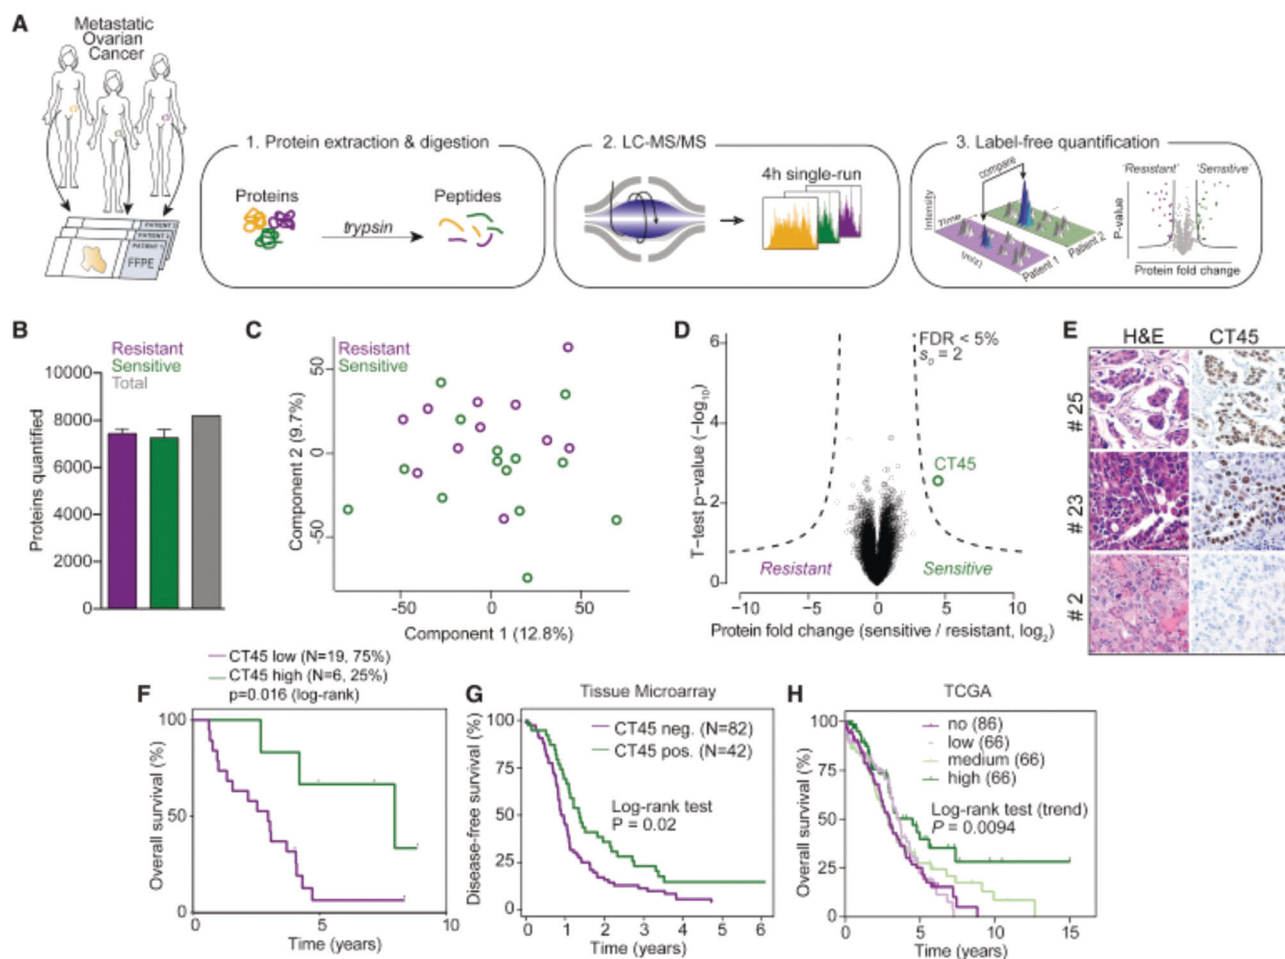 A
Metastatic
Ovarian
Cancer
PATIENT
PATIENT
PATIENT
FFPE
1. Protein extraction & digestion
Proteins
trypsin
Peptides
2. LC-MS/MS
4h single-run
3. Label-free quantification
compare
Intensity
Time
(m/z)
Patient 1
Patient 2
'Resistant'
'Sensitive'
P-value
Protein fold change
B
Resistant
Sensitive
Total
Proteins quantified
10000
8000
6000
4000
2000
0
C
Resistant
Sensitive
Component 2 (9.7%)
50
0
-50
-50
0
50
Component 1 (12.8%)
D
FDR < 5%
s₀ = 2
T−test p−value (−log₁₀)
6
4
2
0
CT45
Resistant
Sensitive
−10
−5
0
5
10
Protein fold change (sensitive / resistant, log₂)
E
H&E
CT45
# 25
# 23
# 2
CT45 low (N=19, 75%)
CT45 high (N=6, 25%)
p=0.016 (log-rank)
F
Overall survival (%)
100
50
0
0
5
10
Time (years)
G
Tissue Microarray
CT45 neg. (N=82)
CT45 pos. (N=42)
Log-rank test
P = 0.02
Disease-free survival (%)
100
75
50
25
0
0
1
2
3
4
5
6
Time (years)
H
TCGA
no (86)
low (66)
medium (66)
high (66)
Log-rank test (trend)
P = 0.0094
Overall survival (%)
100
75
50
25
0
0
5
10
15
Time (years)